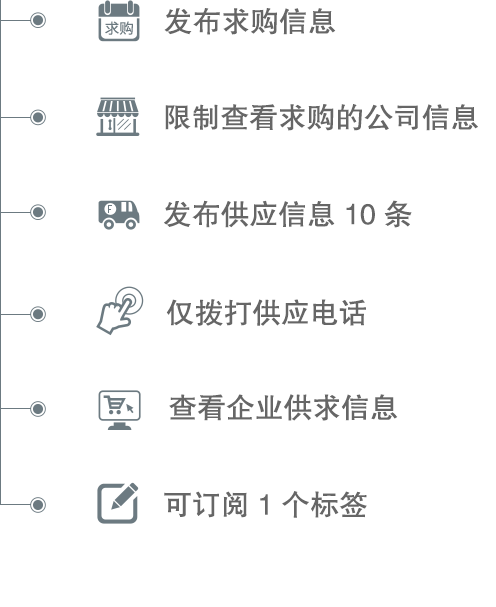 求购
发布求购信息
限制查看求购的公司信息
F
发布供应信息 10 条
仅拨打供应电话
查看企业供求信息
可订阅 1 个标签